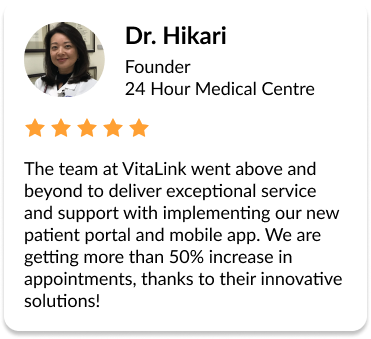 Dr. Hikari
Founder
24 Hour Medical Centre
The team at VitaLink went above and
beyond to deliver exceptional service
and support with implementing our new
patient portal and mobile app. We are
getting more than 50% increase in
appointments, thanks to their innovative
solutions!